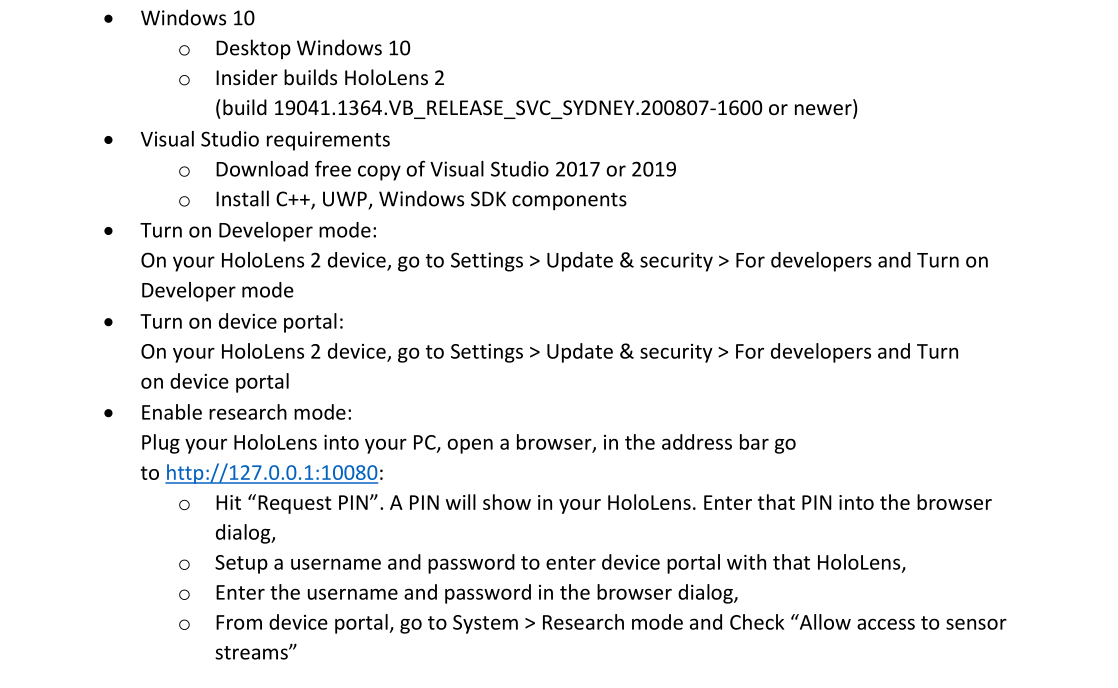 • Windows 10
o Desktop Windows 10
o Insider builds HoloLens 2
(build 19041.1364.VB_RELEASE_SVC_SYDNEY.200807-1600 or newer)
• Visual Studio requirements
o Download free copy of Visual Studio 2017 or 2019
o Install C++, UWP, Windows SDK components
• Turn on Developer mode:
On your HoloLens 2 device, go to Settings > Update & security > For developers and Turn on
Developer mode
• Turn on device portal:
On your HoloLens 2 device, go to Settings > Update & security > For developers and Turn
on device portal
• Enable research mode:
Plug your HoloLens into your PC, open a browser, in the address bar go
to http://127.0.0.1:10080:
o Hit “Request PIN”. A PIN will show in your HoloLens. Enter that PIN into the browser
dialog,
o Setup a username and password to enter device portal with that HoloLens,
o Enter the username and password in the browser dialog,
o From device portal, go to System > Research mode and Check “Allow access to sensor
streams”